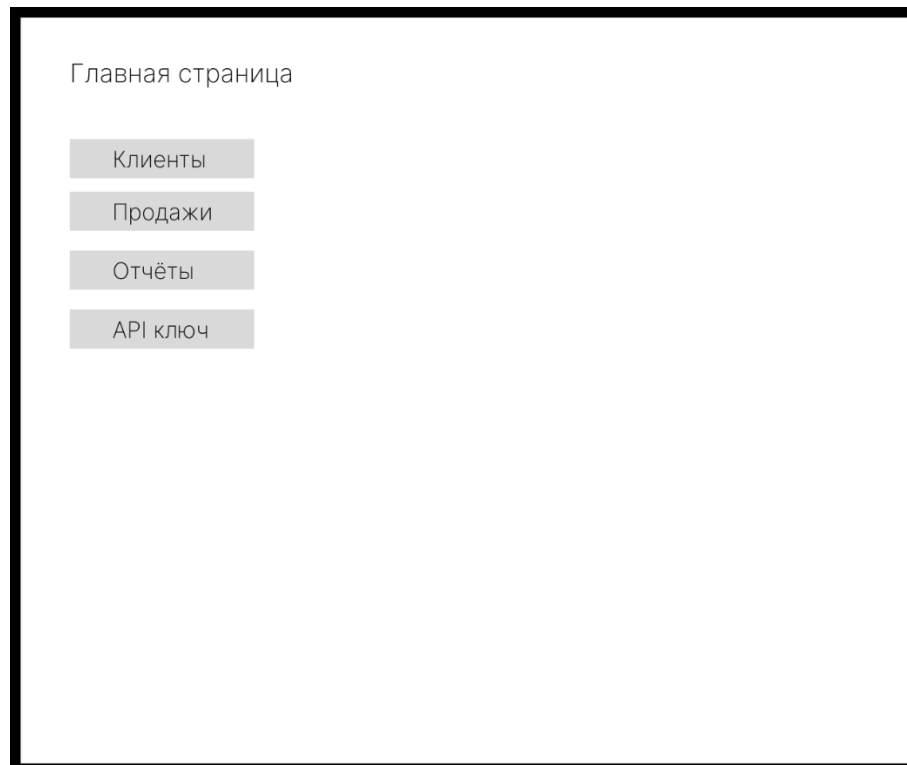 Главная страница
Клиенты
Продажи
Отчёты
API ключ